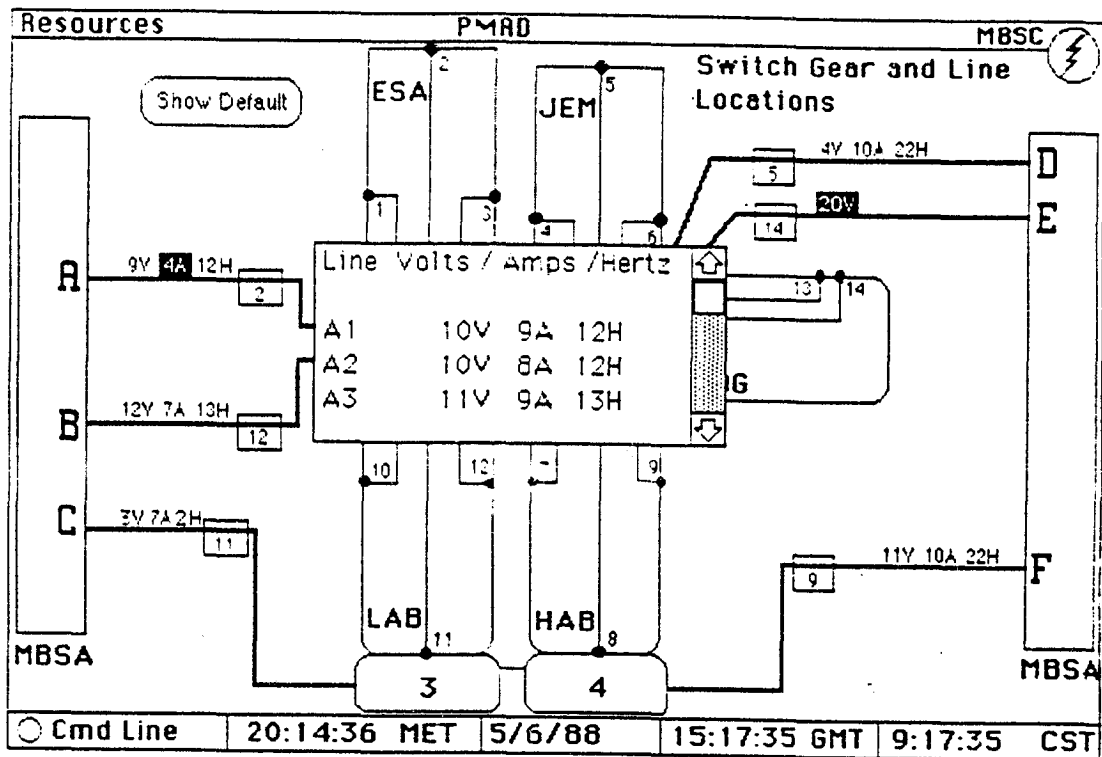 Resources PMAD MBSC
Switch Gear and Line
Locations
Show Default
ESA
2
JEM
5
1
3
4
6
A
9V 4A 12H
2
B
12V 7A 13H
12
C
3V 7A 2H
11
D
4V 10A 22H
5
E
20V
14
F
11V 10A 22H
9
Line Volts / Amps /Hertz
A1 10V 9A 12H
A2 10V 8A 12H
A3 11V 9A 13H
13
14
G
10
12
7
9
LAB
11
HAB
8
3
4
MBSA
MBSA
Cmd Line 20:14:36 MET 5/6/88 15:17:35 GMT 9:17:35 CST